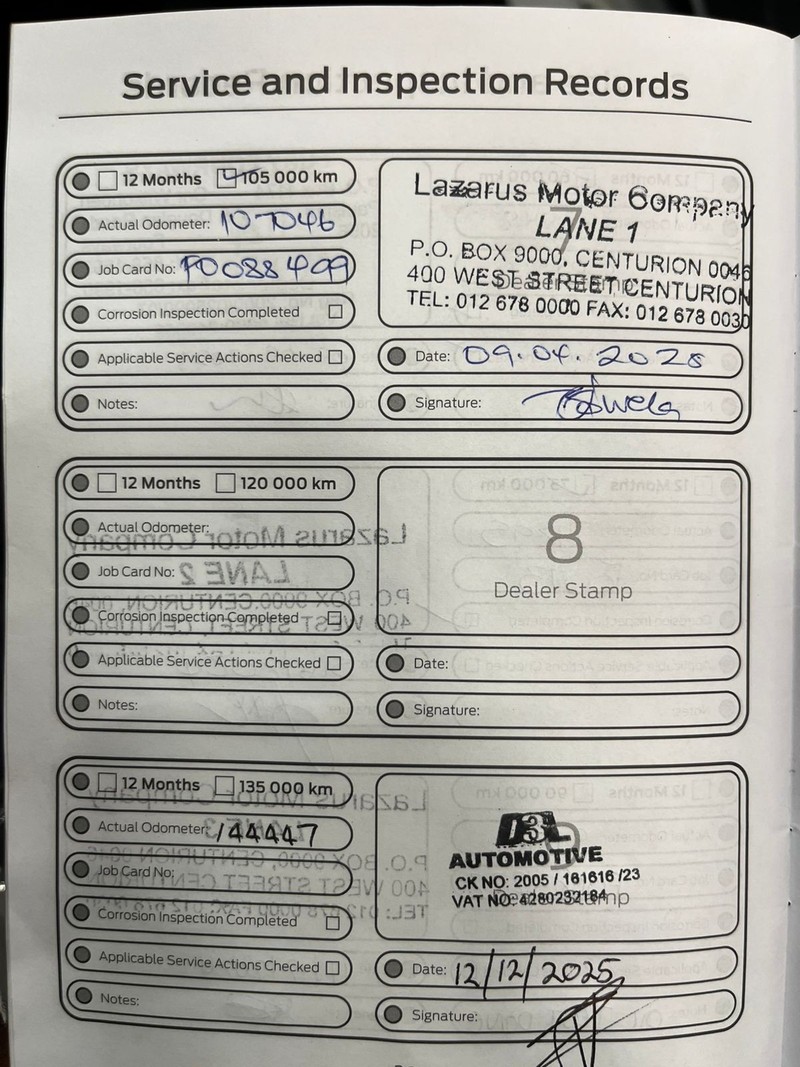 Service and Inspection Records
12 Months 105 000 km
Actual Odometer: 107046
Job Card No: F0088499
Corrosion Inspection Completed
Applicable Service Actions Checked
Notes:
7
Lazarus Motor Company
LANE 1
P.O. BOX 9000, CENTURION 0046
400 WEST STREET CENTURION
TEL: 012 678 0000 FAX: 012 678 0030
Date: 09.04.2025
Signature:
12 Months 120 000 km
Actual Odometer:
Job Card No:
Corrosion Inspection Completed
Applicable Service Actions Checked
Notes:
8
Dealer Stamp
Date:
Signature:
12 Months 135 000 km
Actual Odometer: 144447
Job Card No:
Corrosion Inspection Completed
Applicable Service Actions Checked
Notes:
9
AUTOMOTIVE
CK NO: 2005 / 161616 /23
VAT NO: 4280232184
Date: 12/12/2025
Signature: